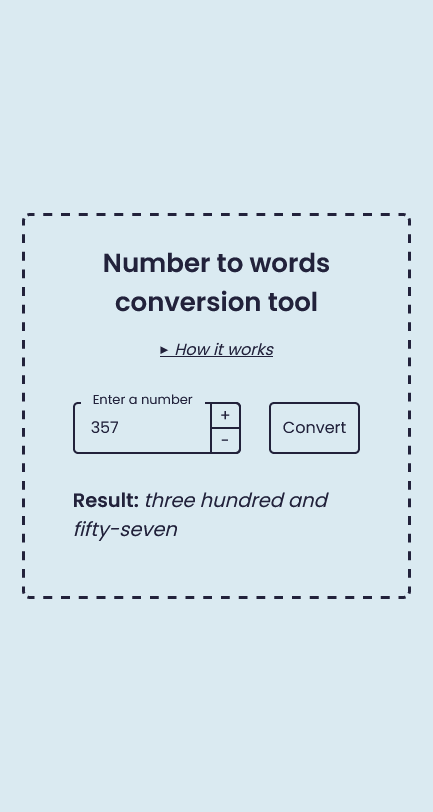 Number to words
conversion tool
▸ How it works
Enter a number
357
+
-
Convert
Result: three hundred and
fifty-seven